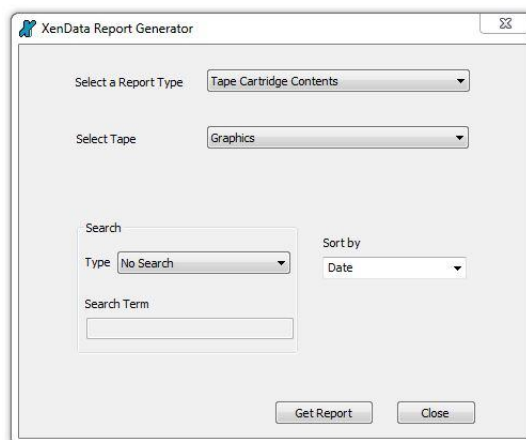 XenData Report Generator
Select a Report Type Tape Cartridge Contents
Select Tape Graphics
Search
Type No Search
Sort by
Date
Search Term
Get Report Close